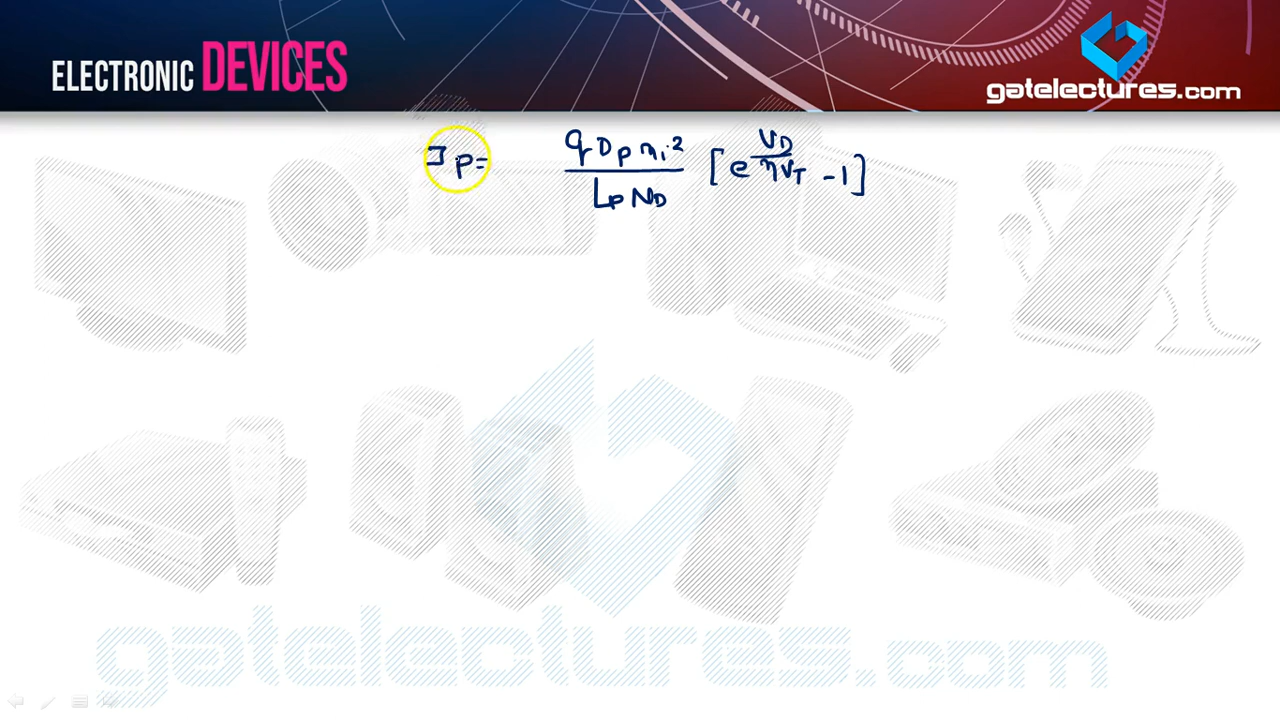 ELECTRONIC DEVICES
gatelectures.com
Jp= qDpni²/LpND [e^(VD/ηVT) -1]
gatelectures.com